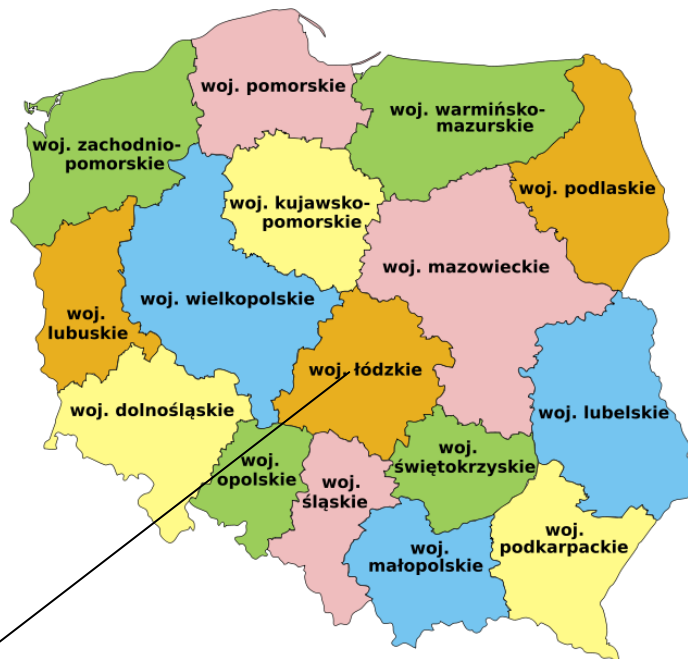 woj. pomorskie
woj. warmińsko-
mazurskie
woj. zachodnio-
pomorskie
woj. podlaskie
woj. kujawsko-
pomorskie
woj. mazowieckie
woj. wielkopolskie
woj.
lubuskie
woj. łódzkie
woj. dolnośląskie
woj. lubelskie
woj.
świętokrzyskie
woj.
opolskie
woj.
śląskie
woj.
podkarpackie
woj.
małopolskie